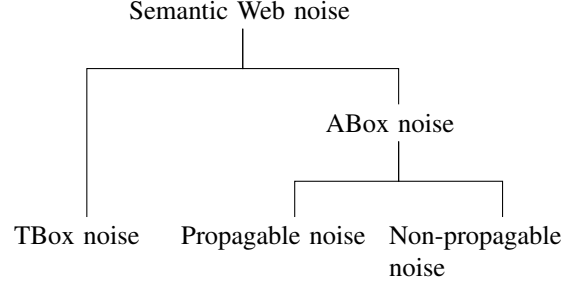 Semantic Web noise
ABox noise
TBox noise
Propagable noise
Non-propagable
noise